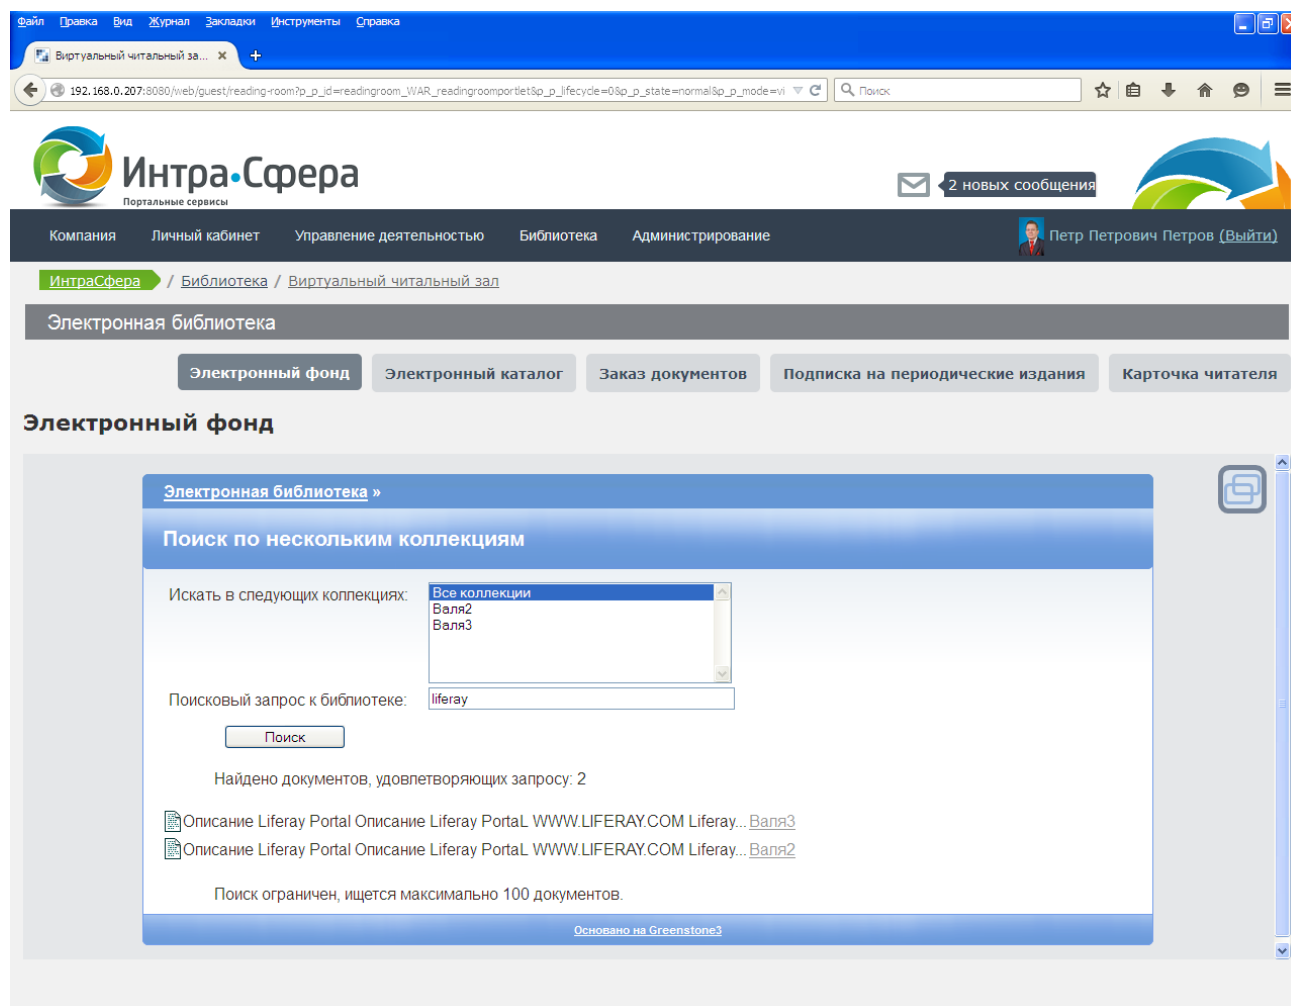 Файл Правка Вид Журнал Закладки Инструменты Справка
Виртуальный читальный за...
192.168.0.207:8080/web/guest/reading-room?p_p_id=readingroom_WAR_readingroomportlet&p_p_lifecycle=0&p_p_state=normal&p_p_mode=vi Поиск
Интра•Сфера
Портальные сервисы
2 новых сообщения
Компания Личный кабинет Управление деятельностью Библиотека Администрирование Петр Петрович Петров (Выйти)
ИнтраСфера / Библиотека / Виртуальный читальный зал
Электронная библиотека
Электронный фонд Электронный каталог Заказ документов Подписка на периодические издания Карточка читателя
Электронный фонд
Электронная библиотека »
Поиск по нескольким коллекциям
Искать в следующих коллекциях: Все коллекции
Валя2
Валя3
Поисковый запрос к библиотеке: liferay
Поиск
Найдено документов, удовлетворяющих запросу: 2
Описание Liferay Portal Описание Liferay PortaL WWW.LIFERAY.COM Liferay... Валя3
Описание Liferay Portal Описание Liferay PortaL WWW.LIFERAY.COM Liferay... Валя2
Поиск ограничен, ищется максимально 100 документов.
Основано на Greenstone3